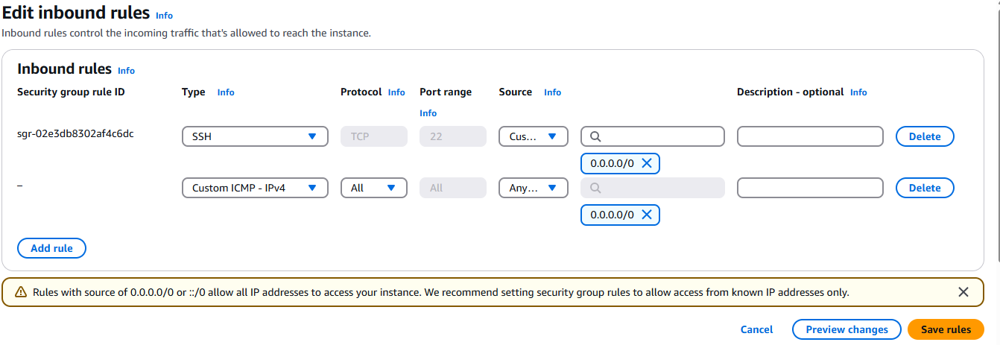 Edit inbound rules Info
Inbound rules control the incoming traffic that's allowed to reach the instance.
Inbound rules Info
Security group rule ID Type Info Protocol Info Port range Info Source Info Description - optional Info
sgr-02e3db8302af4c6dc SSH TCP 22 Cus... Delete
0.0.0.0/0
– Custom ICMP - IPv4 All All Any... Delete
0.0.0.0/0
Add rule
Rules with source of 0.0.0.0/0 or ::/0 allow all IP addresses to access your instance. We recommend setting security group rules to allow access from known IP addresses only.
Cancel Preview changes Save rules